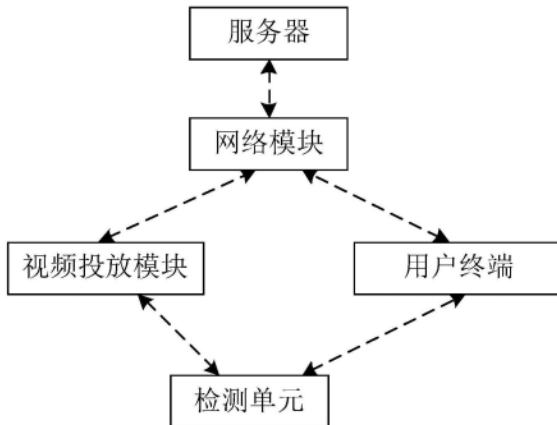 服务器
网络模块
视频投放模块
用户终端
检测单元